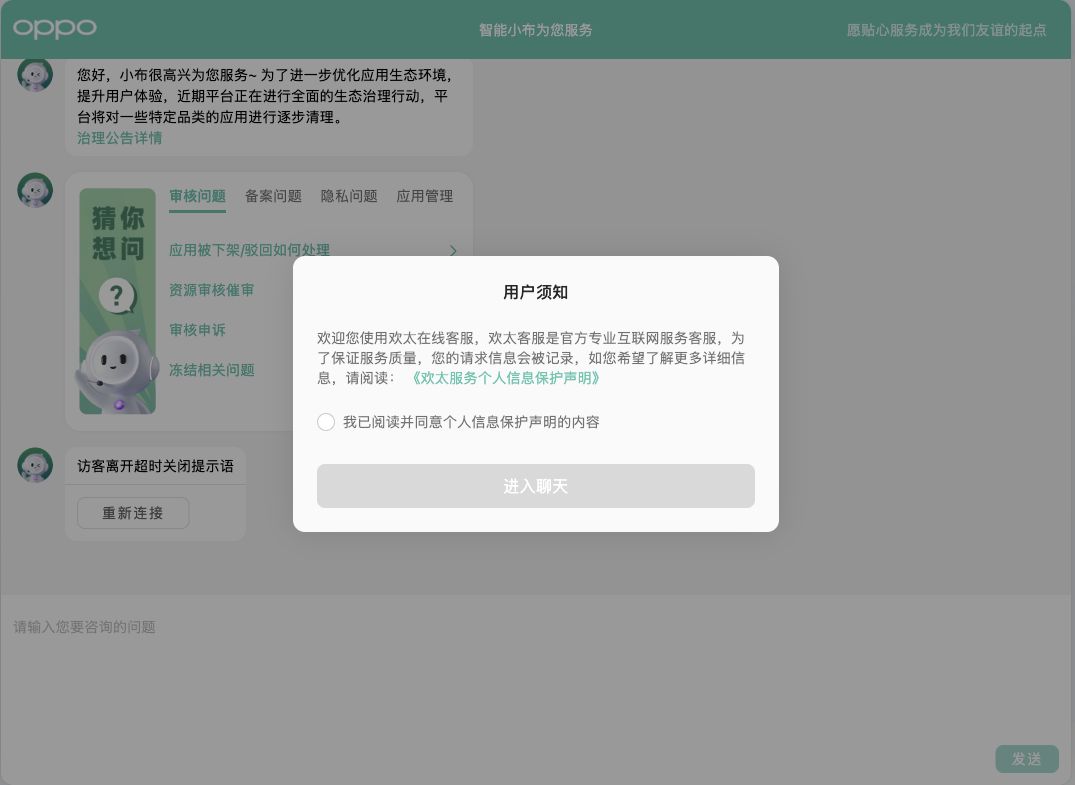 oppo
智能小布为您服务
愿贴心服务成为我们友谊的起点
您好，小布很高兴为您服务~ 为了进一步优化应用生态环境，
提升用户体验，近期平台正在进行全面的生态治理行动，平
台将对一些特定品类的应用进行逐步清理。
治理公告详情
猜你
想问
?
审核问题 备案问题 隐私问题 应用管理
应用被下架/驳回如何处理
资源审核催审
审核申诉
冻结相关问题
用户须知
欢迎您使用欢太在线客服，欢太客服是官方专业互联网服务客服，为
了保证服务质量，您的请求信息会被记录，如您希望了解更多详细信
息，请阅读： 《欢太服务个人信息保护声明》
我已阅读并同意个人信息保护声明的内容
进入聊天
访客离开超时关闭提示语
重新连接
请输入您要咨询的问题
发送